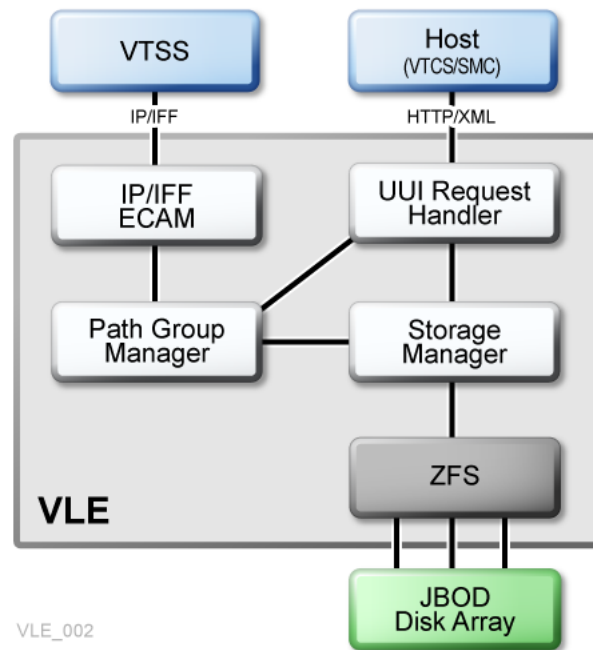 VTSS
Host
(VTCS/SMC)
IP/IFF
HTTP/XML
IP/IFF
ECAM
UUI Request
Handler
Path Group
Manager
Storage
Manager
ZFS
VLE
JBOD
Disk Array
VLE_002